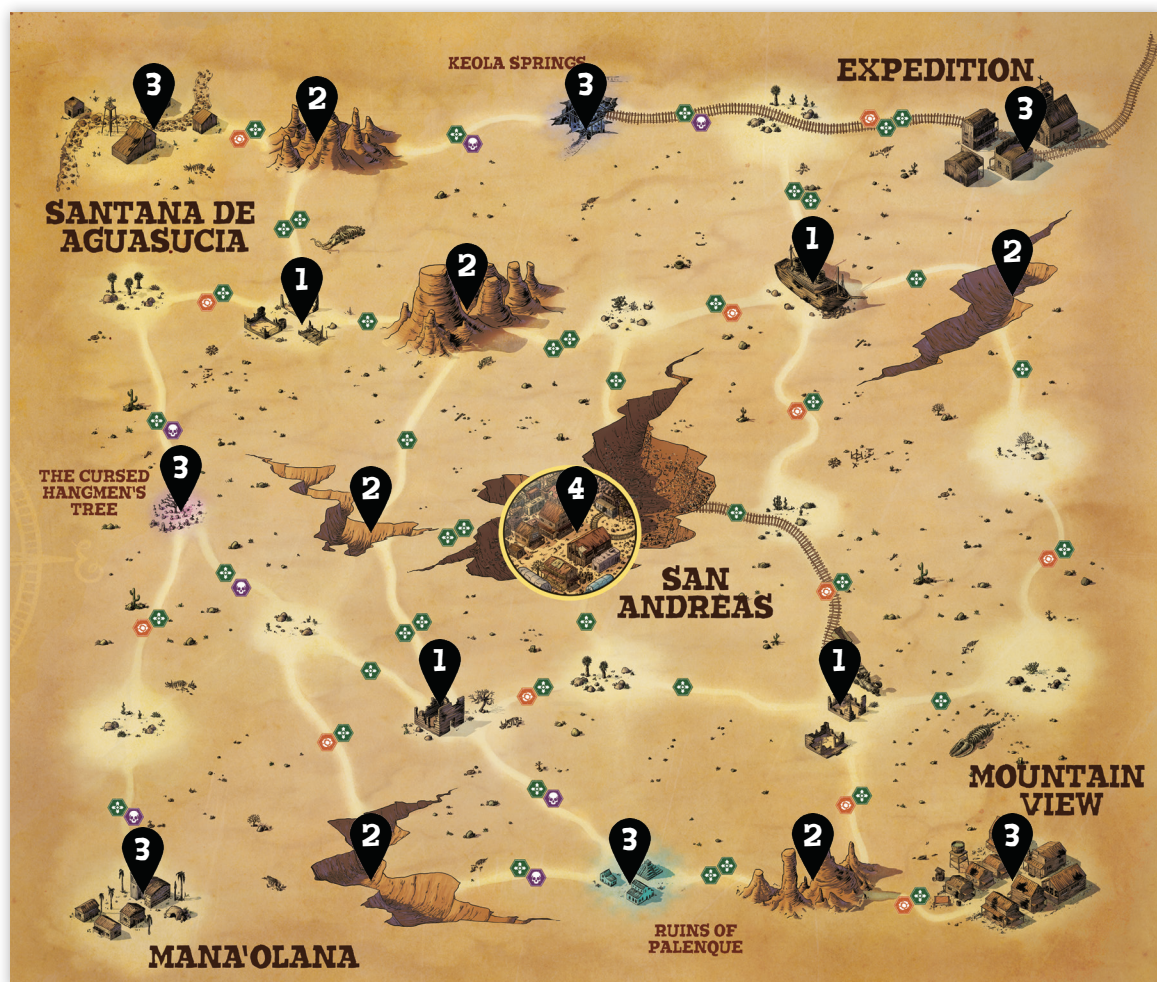 KEOLA SPRINGS
EXPEDITION
3
2
3
3
SANTANA DE
AGUASUCIA
1
2
1
2
THE CURSED
HANGMEN'S
TREE
3
2
4
SAN
ANDREAS
1
1
MOUNTAIN
VIEW
3
2
3
2
3
MANA'OLANA
RUINS OF
PALENQUE